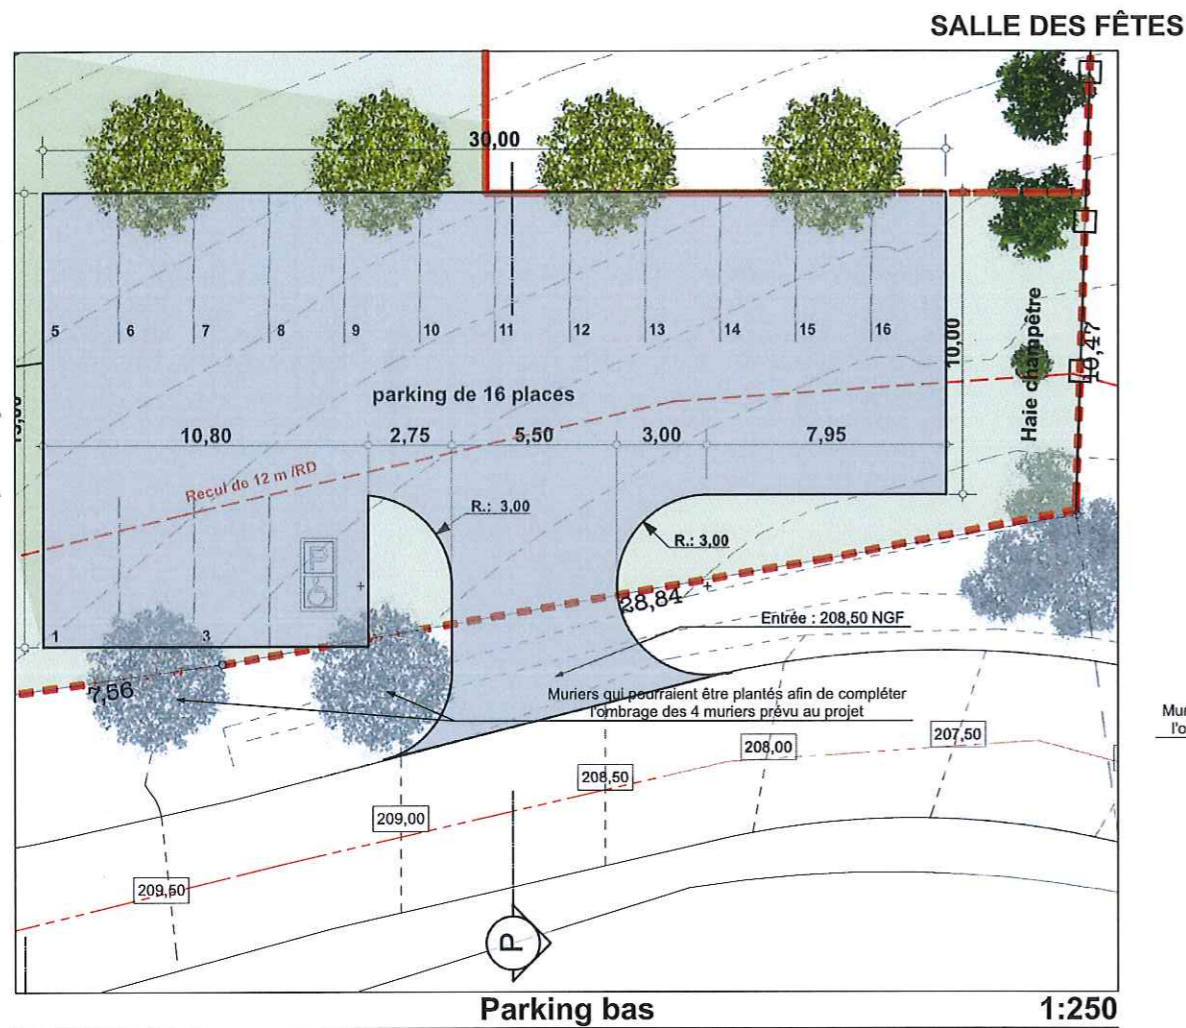 SALLE DES FÊTES
30,00
5 6 7 8 9 10 11 12 13 14 15 16
10,00
Haie champêtre
10,47
parking de 16 places
10,80 2,75 5,50 3,00 7,95
Recul de 12 m /RD
R.: 3,00
R.: 3,00
P
28,84
Entrée : 208,50 NGF
1 3
7,56
Muriers qui pourraient être plantés afin de compléter
l'ombrage des 4 muriers prévu au projet
Mur
l'o
207,50
208,00
208,50
209,00
209,50
P
Parking bas 1:250